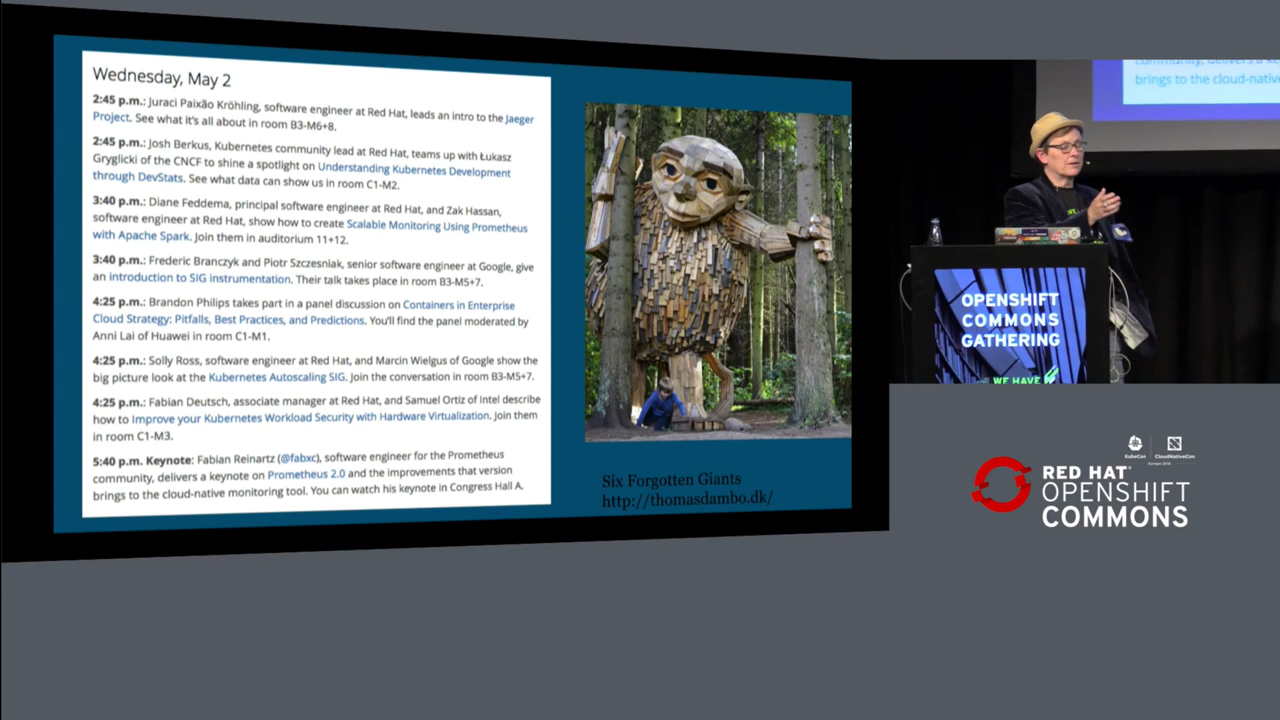 Wednesday, May 2
2:45 p.m.: Juraci Paixão Kröhling, software engineer at Red Hat, leads an intro to the Jaeger
Project. See what it's all about in room B3-M6+8.
2:45 p.m.: Josh Berkus, Kubernetes community lead at Red Hat, teams up with Łukasz
Gryglicki of the CNCF to shine a spotlight on Understanding Kubernetes Development
through DevStats. See what data can show us in room C1-M2.
3:40 p.m.: Diane Feddema, principal software engineer at Red Hat, and Zak Hassan,
software engineer at Red Hat, show how to create Scalable Monitoring Using Prometheus
with Apache Spark. Join them in auditorium 11+12.
3:40 p.m.: Frederic Branczyk and Piotr Szczesniak, senior software engineer at Google, give
an introduction to SIG instrumentation. Their talk takes place in room B3-M5+7.
4:25 p.m.: Brandon Philips takes part in a panel discussion on Containers in Enterprise
Cloud Strategy: Pitfalls, Best Practices, and Predictions. You'll find the panel moderated by
Anni Lai of Huawei in room C1-M1.
4:25 p.m.: Solly Ross, software engineer at Red Hat, and Marcin Wielgus of Google show the
big picture look at the Kubernetes Autoscaling SIG. Join the conversation in room B3-M5+7.
4:25 p.m.: Fabian Deutsch, associate manager at Red Hat, and Samuel Ortiz of Intel describe
how to Improve your Kubernetes Workload Security with Hardware Virtualization. Join them
in room C1-M3.
5:40 p.m. Keynote: Fabian Reinartz (@fabxc), software engineer for the Prometheus
community, delivers a keynote on Prometheus 2.0 and the improvements that version
brings to the cloud-native monitoring tool. You can watch his keynote in Congress Hall A.
Six Forgotten Giants
http://thomasdambo.dk/
community, delivers a
brings to the cloud-native
OPENSHIFT
COMMONS
GATHERING
WE HAVE
KubeCon
CloudNativeCon
Europe 2018
RED HAT®
OPENSHIFT
COMMONS